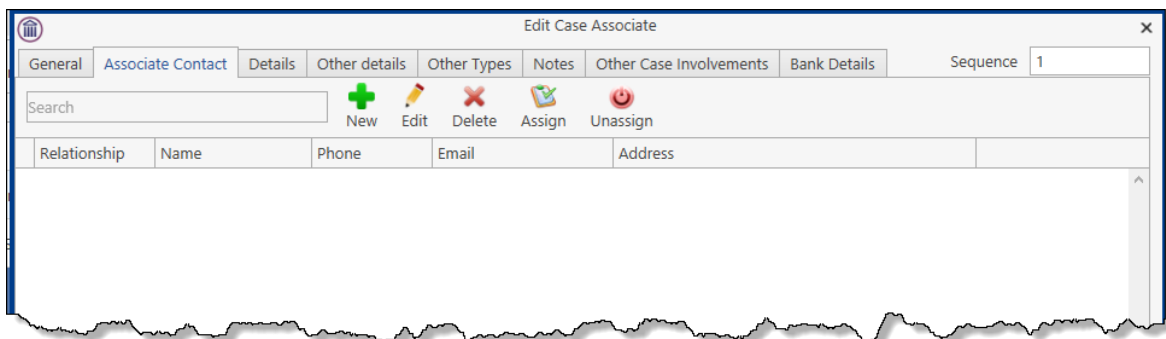 Edit Case Associate
General Associate Contact Details Other details Other Types Notes Other Case Involvements Bank Details Sequence 1
Search New Edit Delete Assign Unassign
Relationship Name Phone Email Address